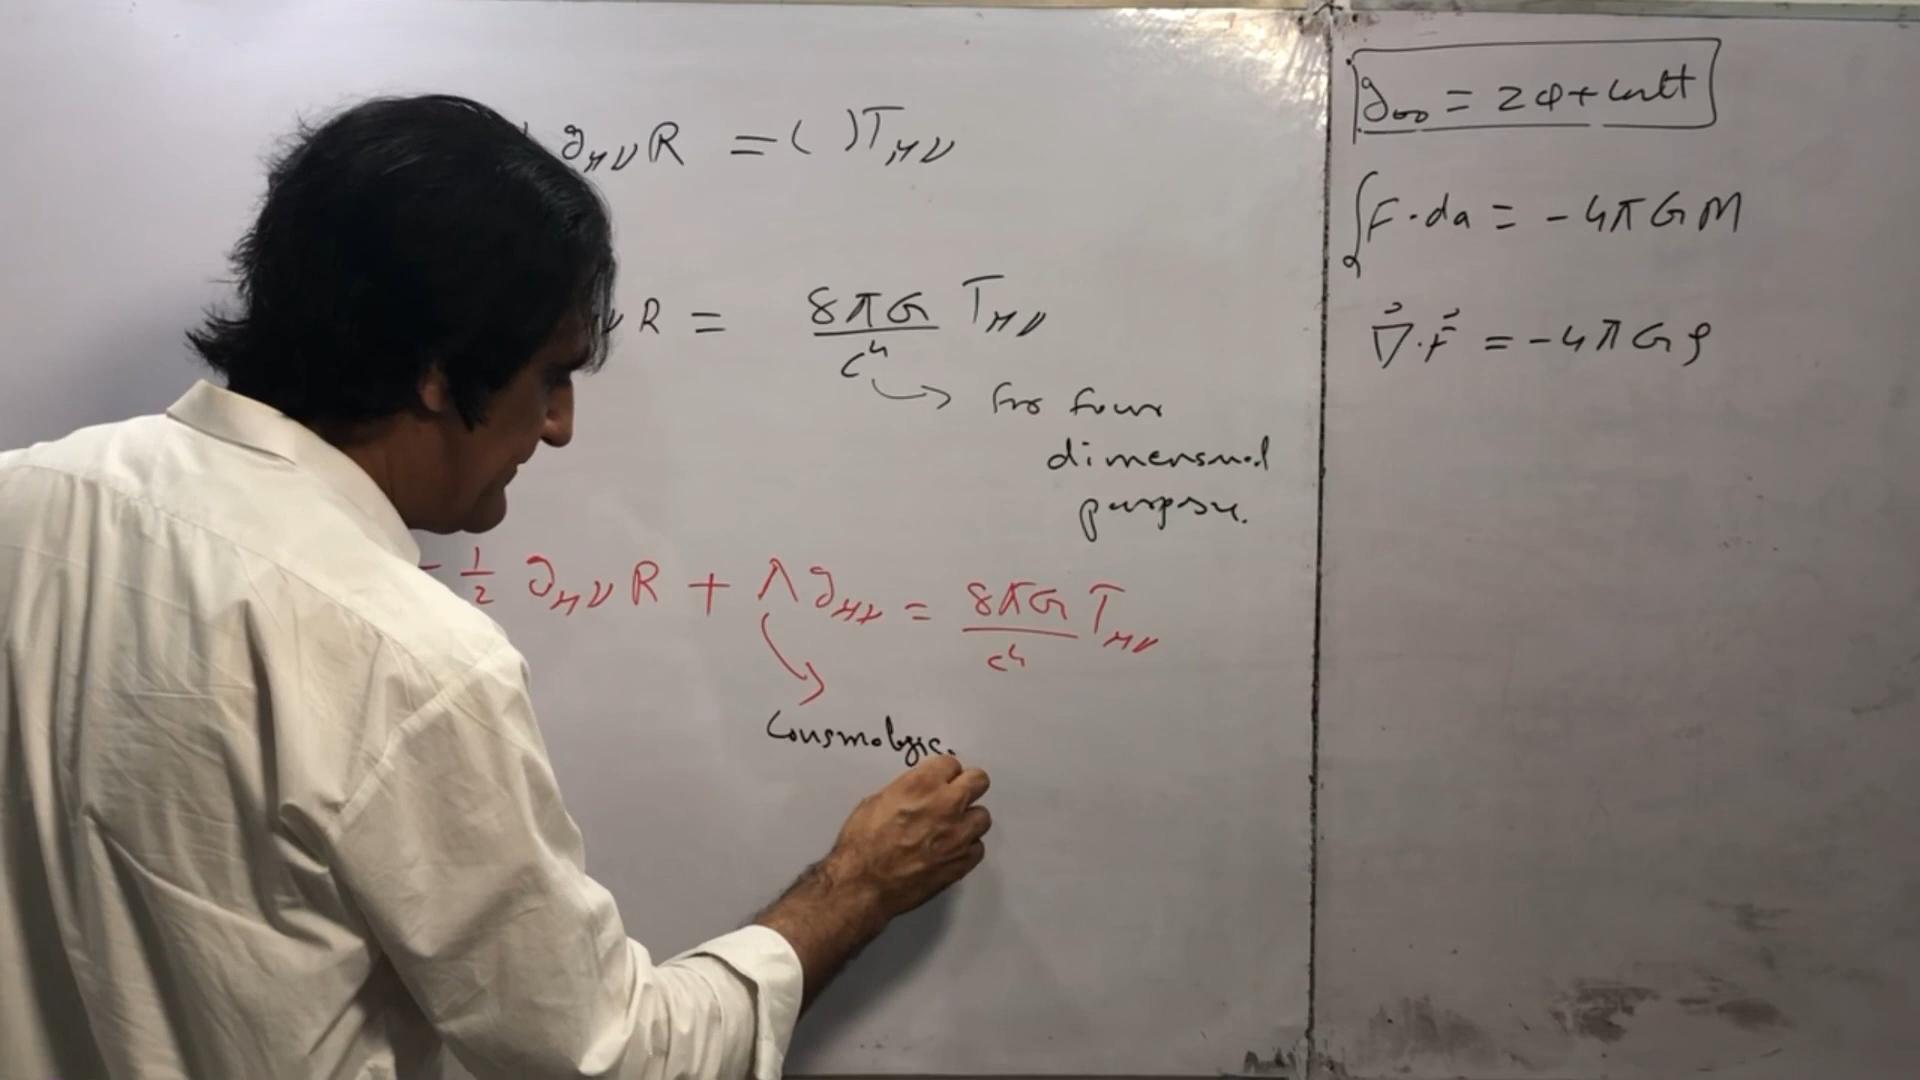 g_μν R = ( ) T_μν
R = 8πG/c⁴ T_μν
For four
dimensional
purpose.
- 1/2 g_μν R + Λ g_μν = 8πG/c⁴ T_μν
Cousmologic
g₀₀ = 2φ + const
∫F·da = -4πGM
∇·F = -4πGρ